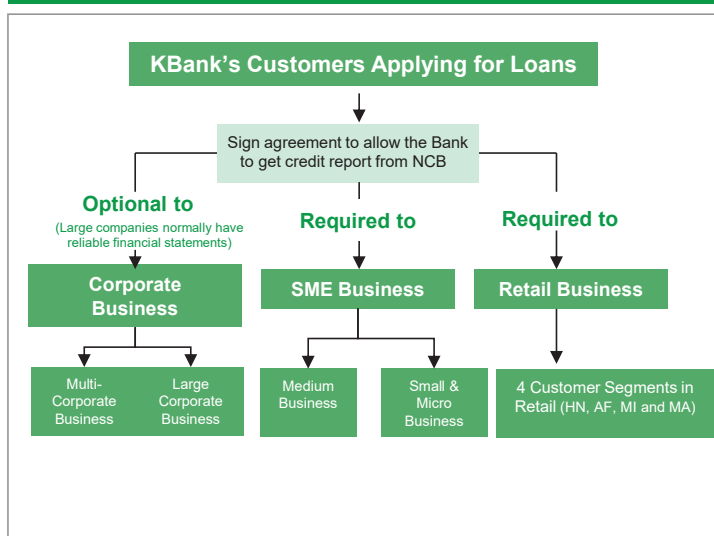 KBank's Customers Applying for Loans
Sign agreement to allow the Bank
to get credit report from NCB
Optional to
(Large companies normally have
reliable financial statements)
Required to
Required to
Corporate
Business
SME Business
Retail Business
Multi-
Corporate
Business
Large
Corporate
Business
Medium
Business
Small &
Micro
Business
4 Customer Segments in
Retail (HN, AF, MI and MA)